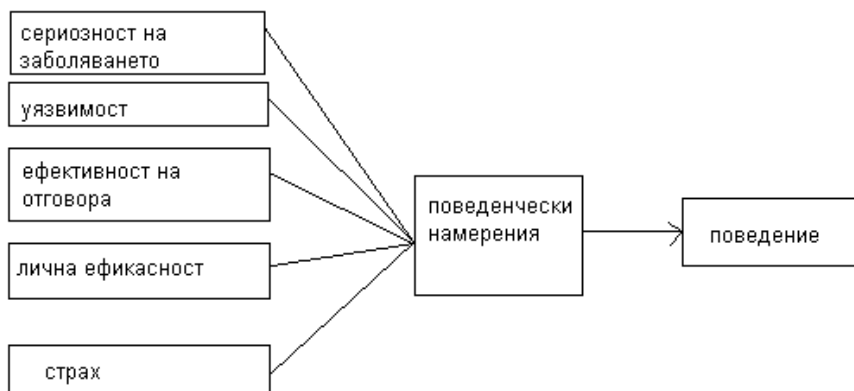 сериозност на
заболяването
уязвимост
ефективност на
отговора
лична ефикасност
страх
поведенчески
намерения
поведение